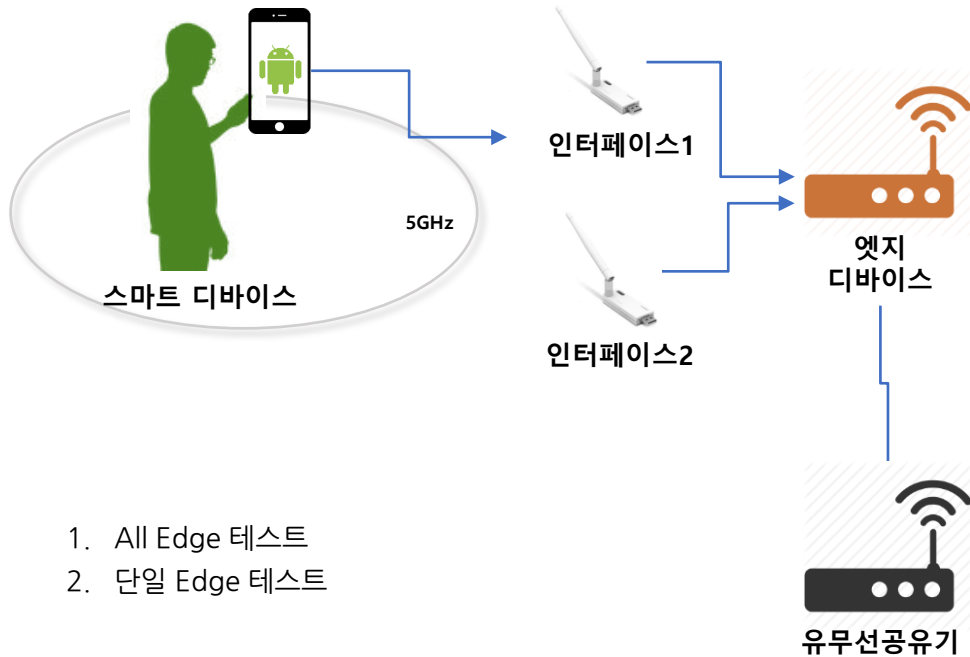 인터페이스1
5GHz
엣지
디바이스
스마트 디바이스
인터페이스2
1. All Edge 테스트
2. 단일 Edge 테스트
유무선공유기